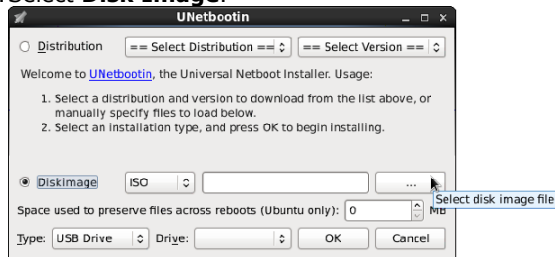 Select Disk Image.
UNetbootin
Distribution == Select Distribution == == Select Version ==
Welcome to UNetbootin, the Universal Netboot Installer. Usage:
1. Select a distribution and version to download from the list above, or
manually specify files to load below.
2. Select an installation type, and press OK to begin installing.
Diskimage ISO ...
Select disk image file
Space used to preserve files across reboots (Ubuntu only): 0 MB
Type: USB Drive Drive: OK Cancel